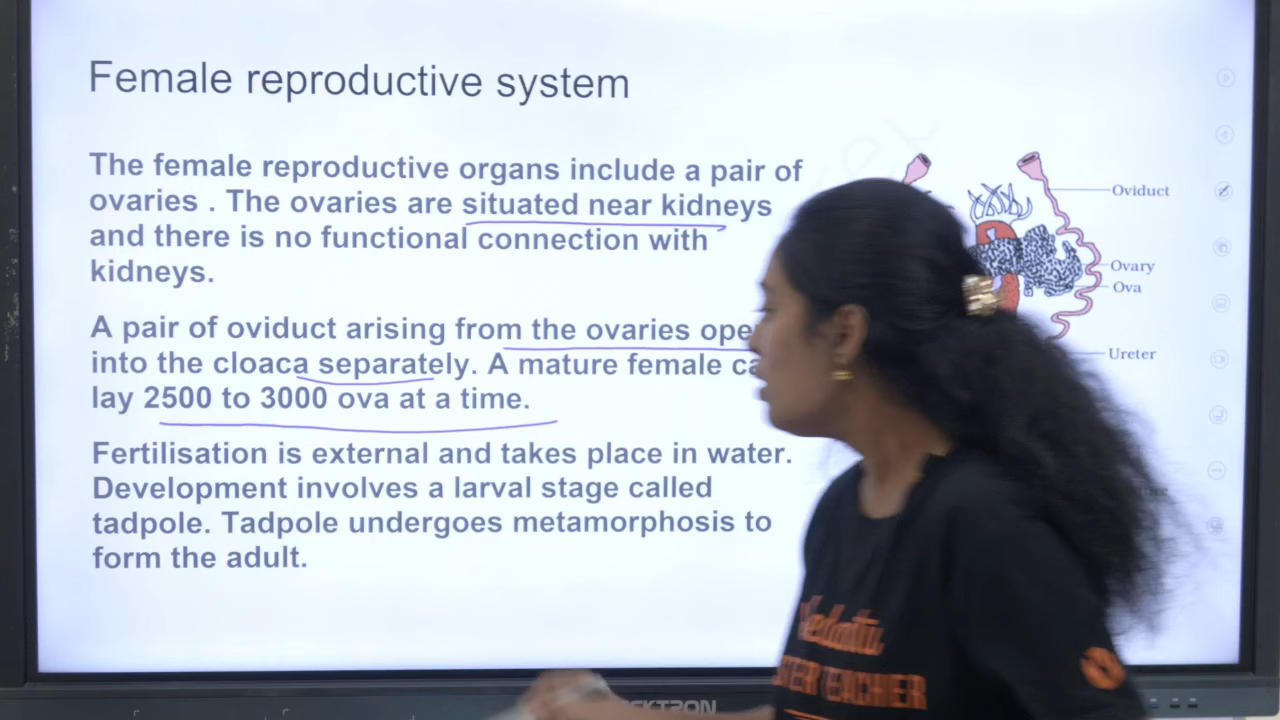 Female reproductive system
The female reproductive organs include a pair of
ovaries . The ovaries are situated near kidneys
and there is no functional connection with
kidneys.
A pair of oviduct arising from the ovaries ope
into the cloaca separately. A mature female ca
lay 2500 to 3000 ova at a time.
Fertilisation is external and takes place in water.
Development involves a larval stage called
tadpole. Tadpole undergoes metamorphosis to
form the adult.
Oviduct
Ovary
Ova
Ureter
Vedantu
TER TEACHER